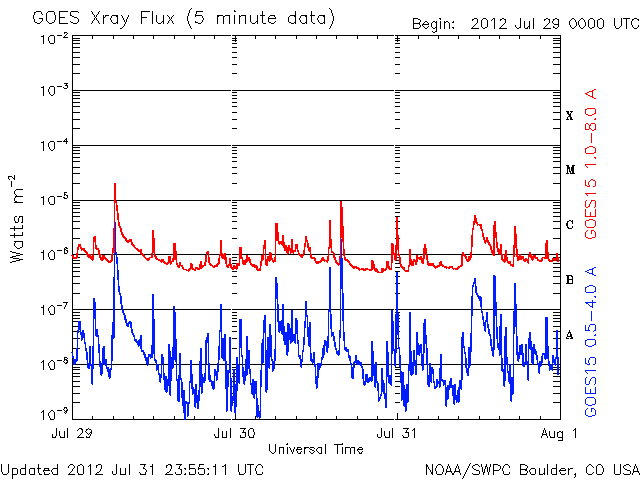 GOES Xray Flux (5 minute data)
Begin: 2012 Jul 29 0000 UTC
10⁻²
10⁻³
10⁻⁴
10⁻⁵
10⁻⁶
10⁻⁷
10⁻⁸
10⁻⁹
Watts m⁻²
X
M
C
B
A
GOES15 1.0-8.0 A
GOES15 0.5-4.0 A
Jul 29
Jul 30
Jul 31
Aug 1
Universal Time
Updated 2012 Jul 31 23:55:11 UTC
NOAA/SWPC Boulder, CO USA